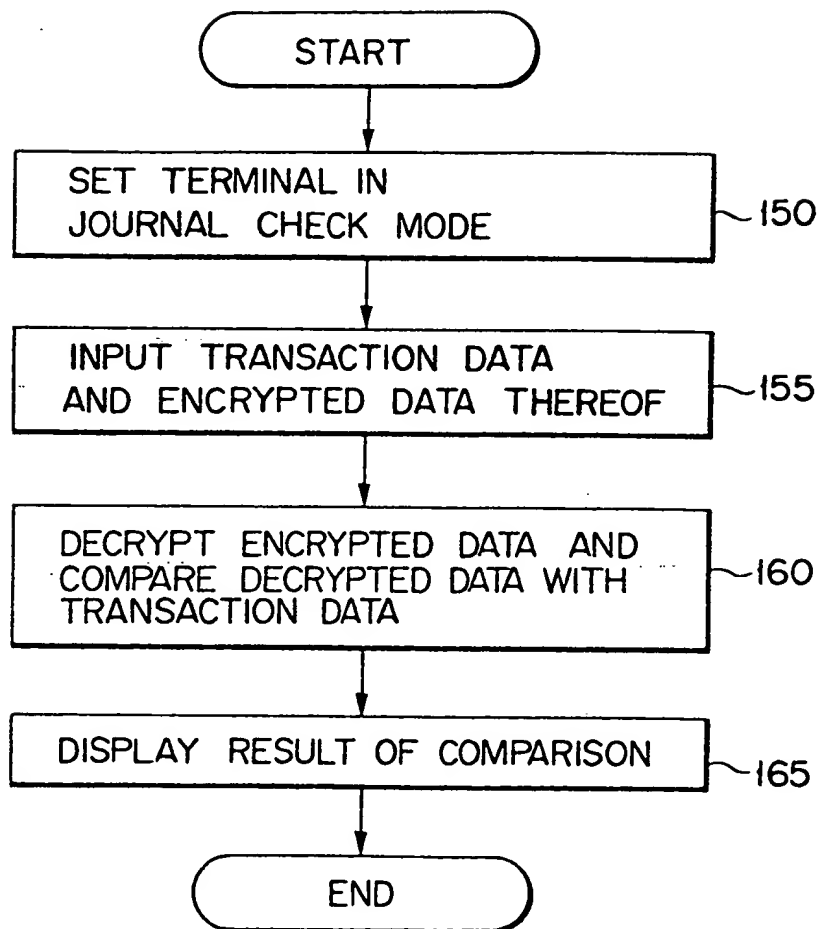 START
SET TERMINAL IN
JOURNAL CHECK MODE
150
INPUT TRANSACTION DATA
AND ENCRYPTED DATA THEREOF
155
DECRYPT ENCRYPTED DATA AND
COMPARE DECRYPTED DATA WITH
TRANSACTION DATA
160
DISPLAY RESULT OF COMPARISON
165
END